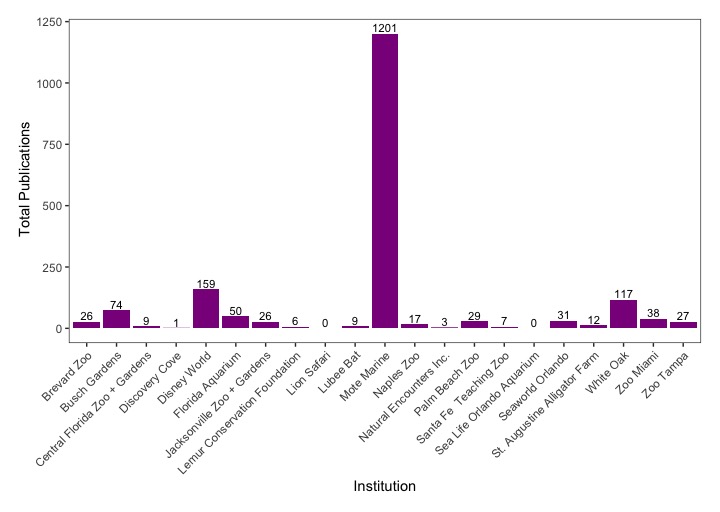 Total Publications
1250
1000
750
500
250
0
26
74
9
1
159
50
26
6
0
9
1201
17
3
29
7
0
31
12
117
38
27
Brevard Zoo
Busch Gardens
Central Florida Zoo + Gardens
Discovery Cove
Disney World
Florida Aquarium
Jacksonville Zoo + Gardens
Lemur Conservation Foundation
Lion Safari
Lubee Bat
Mote Marine
Naples Zoo
Natural Encounters Inc.
Palm Beach Zoo
Santa Fe  Teaching Zoo
Sea Life Orlando Aquarium
Seaworld Orlando
St. Augustine Alligator Farm
White Oak
Zoo Miami
Zoo Tampa
Institution